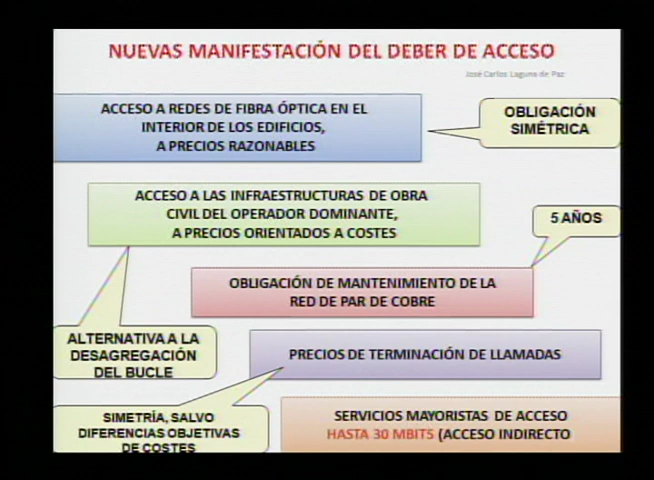 NUEVAS MANIFESTACIÓN DEL DEBER DE ACCESO
José Carlos Laguna de Paz
ACCESO A REDES DE FIBRA ÓPTICA EN EL
INTERIOR DE LOS EDIFICIOS,
A PRECIOS RAZONABLES
OBLIGACIÓN
SIMÉTRICA
ACCESO A LAS INFRAESTRUCTURAS DE OBRA
CIVIL DEL OPERADOR DOMINANTE,
A PRECIOS ORIENTADOS A COSTES
5 AÑOS
OBLIGACIÓN DE MANTENIMIENTO DE LA
RED DE PAR DE COBRE
ALTERNATIVA A LA
DESAGREGACIÓN
DEL BUCLE
PRECIOS DE TERMINACIÓN DE LLAMADAS
SIMETRÍA, SALVO
DIFERENCIAS OBJETIVAS
DE COSTES
SERVICIOS MAYORISTAS DE ACCESO
HASTA 30 MBITS (ACCESO INDIRECTO